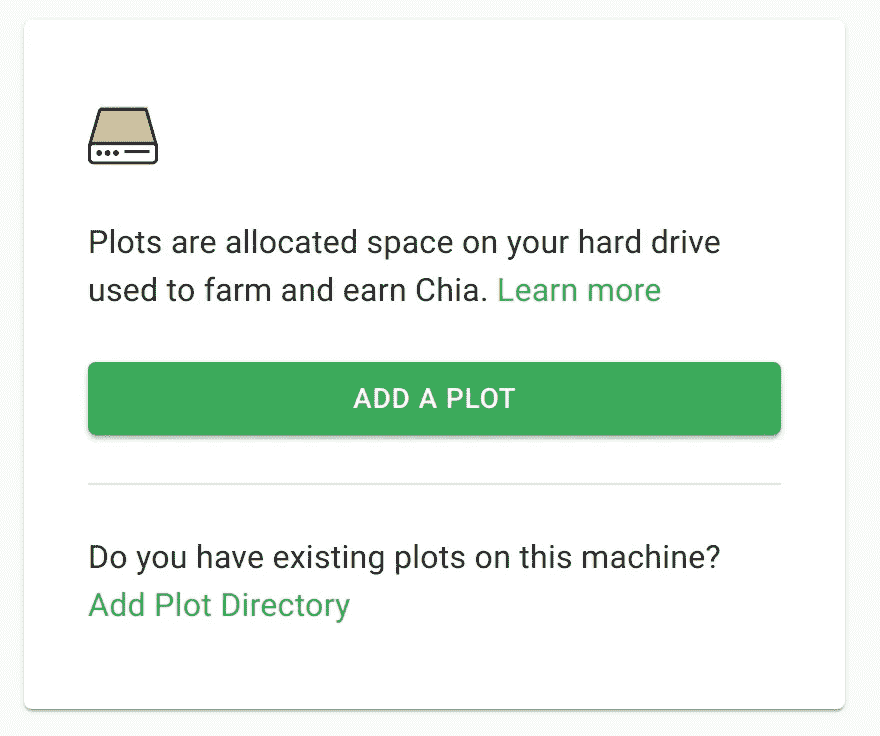 Plots are allocated space on your hard drive
used to farm and earn Chia. Learn more
ADD A PLOT
Do you have existing plots on this machine?
Add Plot Directory